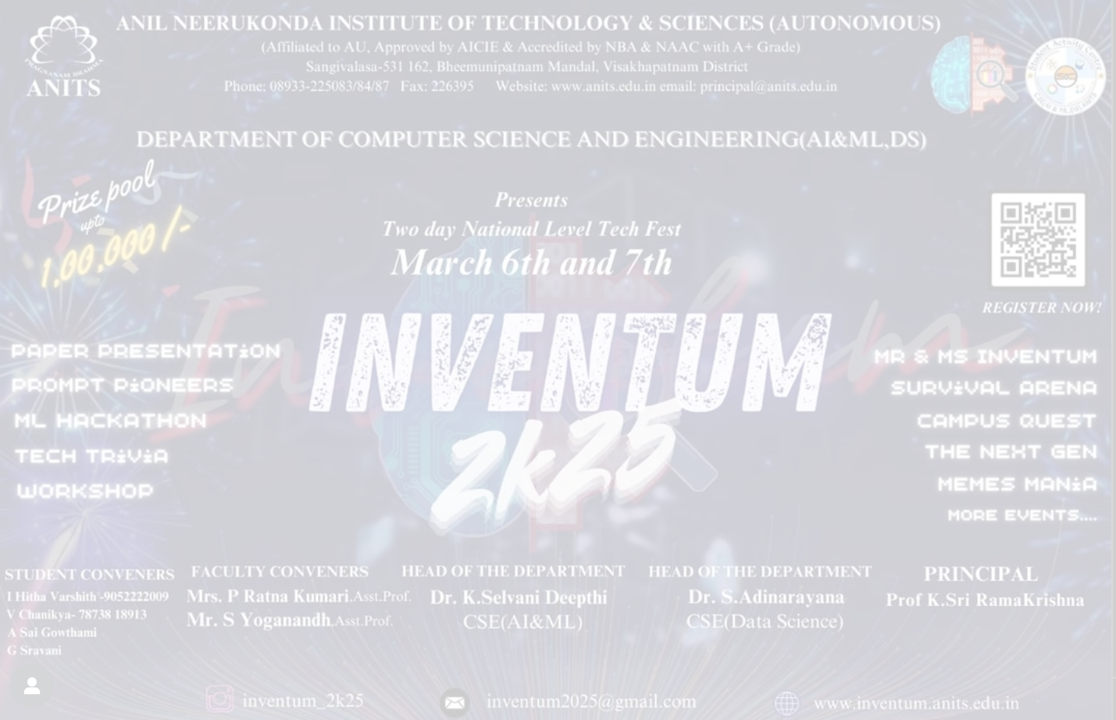 ANIL NEERUKONDA INSTITUTE OF TECHNOLOGY & SCIENCES (AUTONOMOUS)
(Affiliated to AU, Approved by AICIE & Accredited by NBA & NAAC with A+ Grade)
Sangivalasa-531 162, Bheemunipatnam Mandal, Visakhapatnam District
Phone: 08933-225083/84/87 Fax: 226395 Website: www.anits.edu.in email: principal@anits.edu.in
ANITS
DEPARTMENT OF COMPUTER SCIENCE AND ENGINEERING(AI&ML,DS)
Prize pool
upto
1,00,000 /-
Presents
Two day National Level Tech Fest
March 6th and 7th
REGISTER NOW!
INVENTUM
2k25
PAPER PRESENTATION
PROMPT PIONEERS
ML HACKATHON
TECH TRIVIA
WORKSHOP
MR & MS INVENTUM
SURVIVAL ARENA
CAMPUS QUEST
THE NEXT GEN
MEMES MANIA
MORE EVENTS....
STUDENT CONVENERS
I Hitha Varshith -9052222009
V Chanikya- 78738 18913
A Sai Gowthami
G Sravani
FACULTY CONVENERS
Mrs. P Ratna Kumari.Asst.Prof.
Mr. S Yoganandh.Asst.Prof.
HEAD OF THE DEPARTMENT
Dr. K.Selvani Deepthi
CSE(AI&ML)
HEAD OF THE DEPARTMENT
Dr. S.Adinarayana
CSE(Data Science)
PRINCIPAL
Prof K.Sri RamaKrishna
inventum_2k25
inventum2025@gmail.com
www.inventum.anits.edu.in